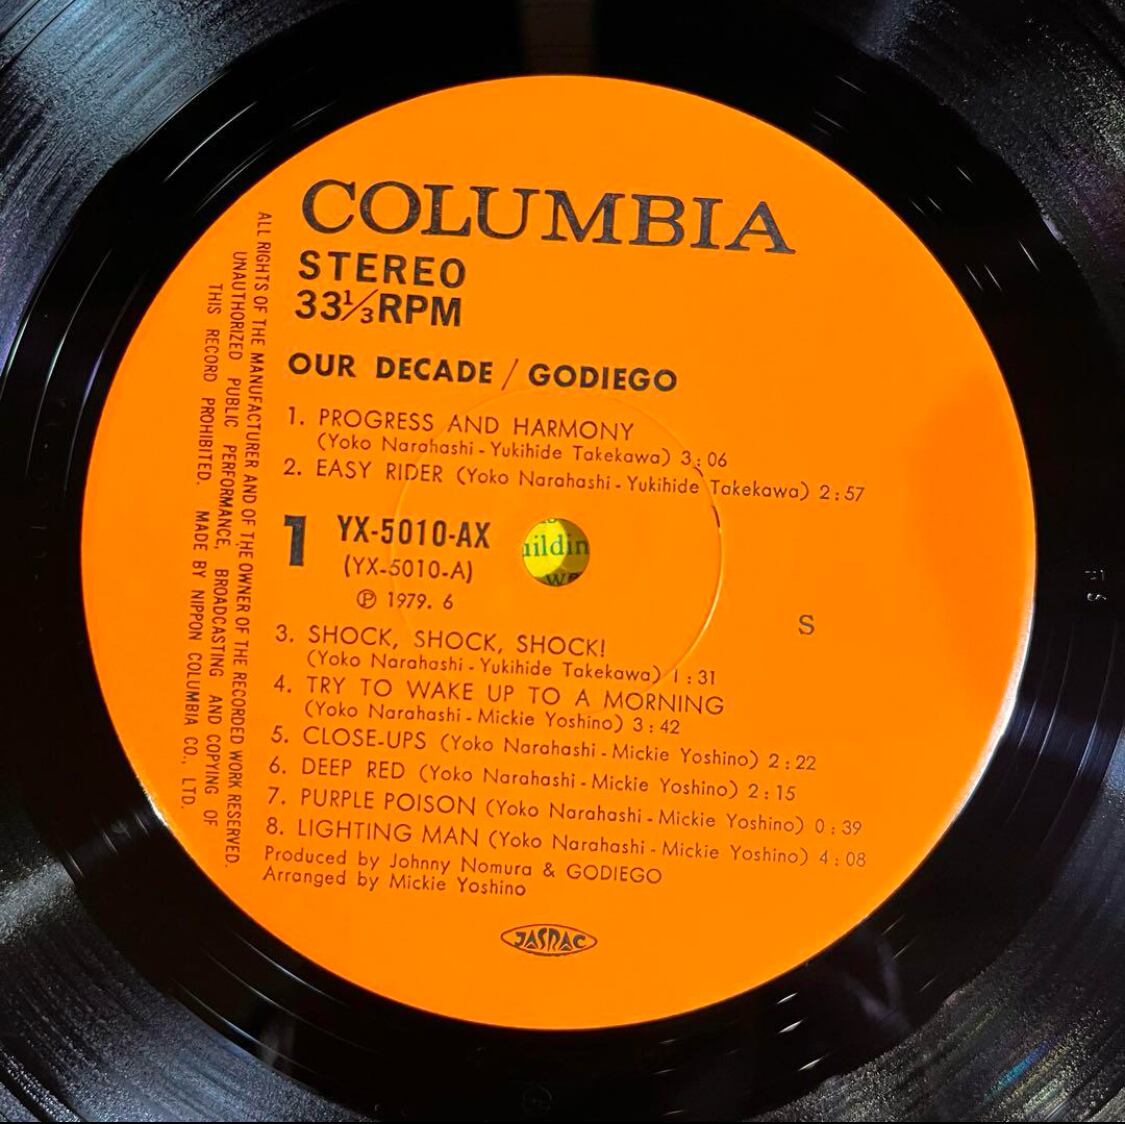 COLUMBIA
STEREO
33⅓RPM
OUR DECADE / GODIEGO
1. PROGRESS AND HARMONY
(Yoko Narahashi - Yukihide Takekawa) 3:06
2. EASY RIDER (Yoko Narahashi - Yukihide Takekawa) 2:57
1
YX-5010-AX
(YX-5010-A)
Ⓟ 1979. 6
S
3. SHOCK, SHOCK, SHOCK!
(Yoko Narahashi - Yukihide Takekawa) 1:31
4. TRY TO WAKE UP TO A MORNING
(Yoko Narahashi - Mickie Yoshino) 3:42
5. CLOSE-UPS (Yoko Narahashi - Mickie Yoshino) 2:22
6. DEEP RED (Yoko Narahashi - Mickie Yoshino) 2:15
7. PURPLE POISON (Yoko Narahashi - Mickie Yoshino) 0:39
8. LIGHTING MAN (Yoko Narahashi - Mickie Yoshino) 4:08
Produced by Johnny Nomura & GODIEGO
Arranged by Mickie Yoshino
JASRAC
ALL RIGHTS OF THE MANUFACTURER AND OF THE OWNER OF THE RECORDED WORK RESERVED.
UNAUTHORIZED PUBLIC PERFORMANCE, BROADCASTING AND COPYING OF
THIS RECORD PROHIBITED. MADE BY NIPPON COLUMBIA CO., LTD.